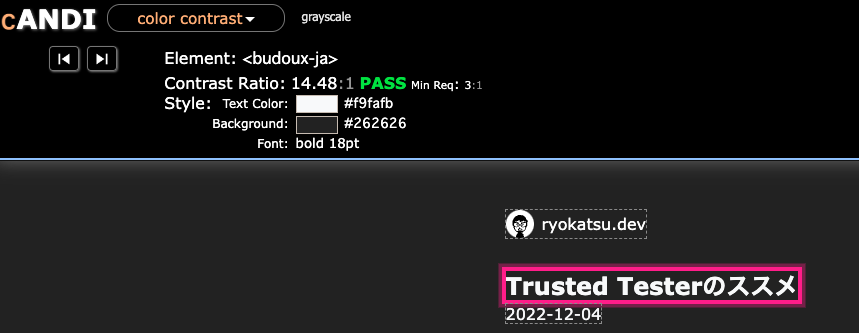 cANDI color contrast grayscale
Element: <budoux-ja>
Contrast Ratio: 14.48:1 PASS Min Req: 3:1
Style: Text Color: #f9fafb
Background: #262626
Font: bold 18pt
ryokatsu.dev
Trusted Testerのススメ
2022-12-04